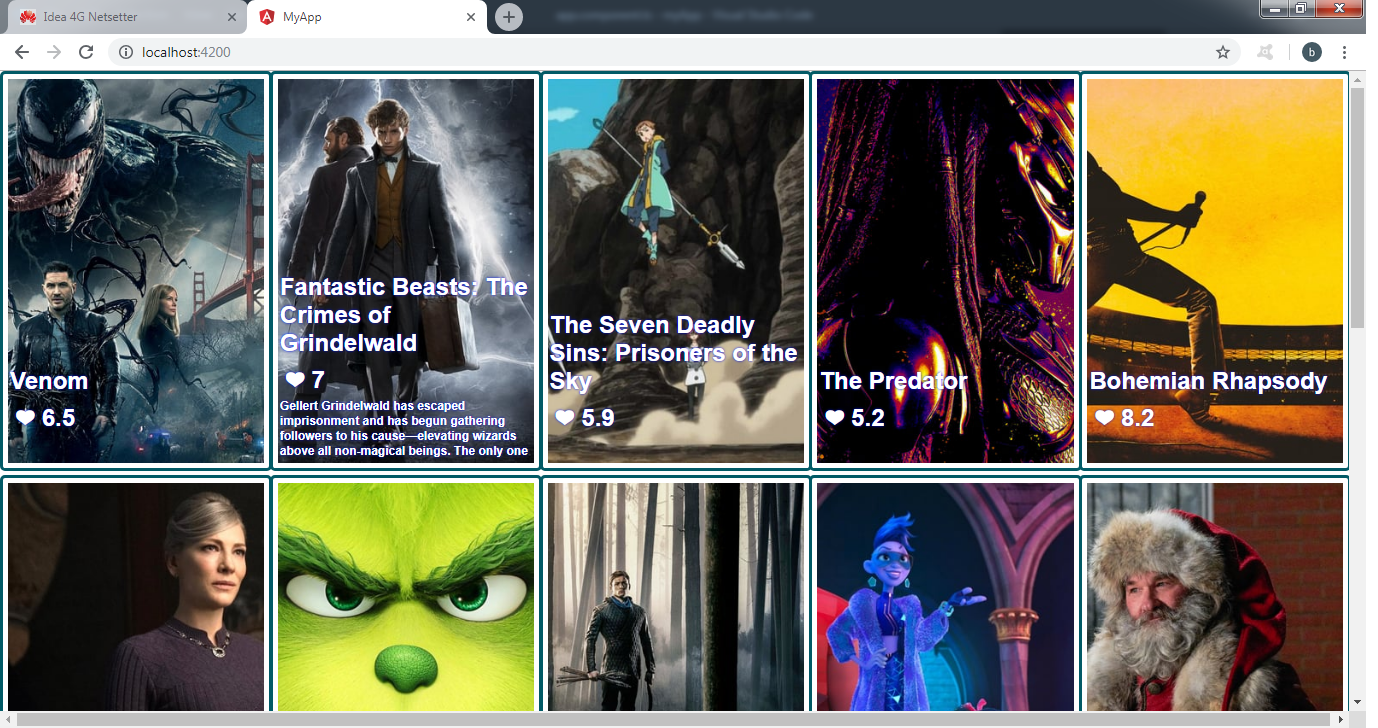 Idea 4G Netsetter
MyApp
localhost:4200
b
Venom
6.5
Fantastic Beasts: The
Crimes of
Grindelwald
7
Gellert Grindelwald has escaped
imprisonment and has begun gathering
followers to his cause—elevating wizards
above all non-magical beings. The only one
The Seven Deadly
Sins: Prisoners of the
Sky
5.9
The Predator
5.2
Bohemian Rhapsody
8.2